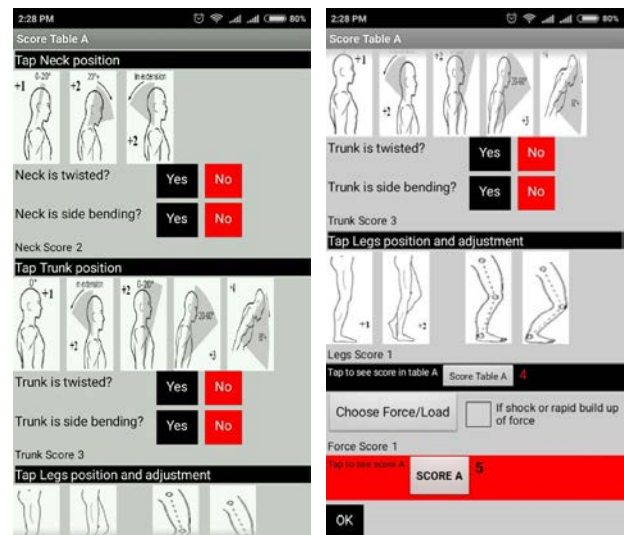 2:28 PM
80%
Score Table A
Tap Neck position
+1
0-20°
+2
20°+
in extension
+2
Neck is twisted?
Yes
No
Neck is side bending?
Yes
No
Neck Score 2
Tap Trunk position
0°
+1
in extension
+2
+2
0-20°
20-60°
+3
+4
Trunk is twisted?
Yes
No
Trunk is side bending?
Yes
No
Trunk Score 3
Tap Legs position and adjustment
2:28 PM
80%
Score Table A
+1
+2
+2
20-60°
+3
Trunk is twisted?
Yes
No
Trunk is side bending?
Yes
No
Trunk Score 3
Tap Legs position and adjustment
+1
+2
Legs Score 1
Tap to see score in table A
Score Table A
4
Choose Force/Load
If shock or rapid build up
of force
Force Score 1
Tap to see score A
SCORE A
5
OK